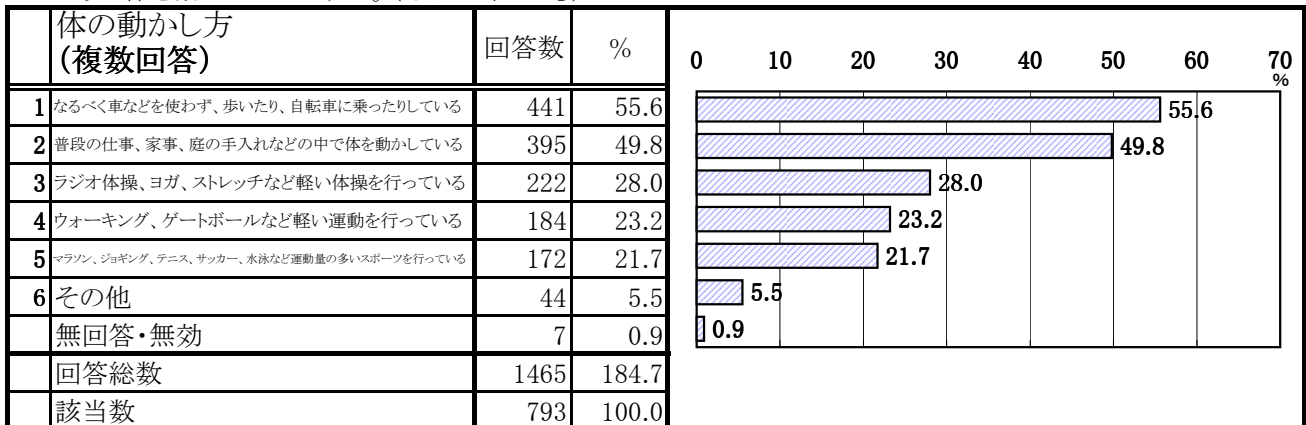 体の動かし方
(複数回答)
回答数 %
1 なるべく車などを使わず、歩いたり、自転車に乗ったりしている 441 55.6
2 普段の仕事、家事、庭の手入れなどの中で体を動かしている 395 49.8
3 ラジオ体操、ヨガ、ストレッチなど軽い体操を行っている 222 28.0
4 ウォーキング、ゲートボールなど軽い運動を行っている 184 23.2
5 マラソン、ジョギング、テニス、サッカー、水泳など運動量の多いスポーツを行っている 172 21.7
6 その他 44 5.5
無回答・無効 7 0.9
回答総数 1465 184.7
該当数 793 100.0
0 10 20 30 40 50 60 70
%
55.6
49.8
28.0
23.2
21.7
5.5
0.9